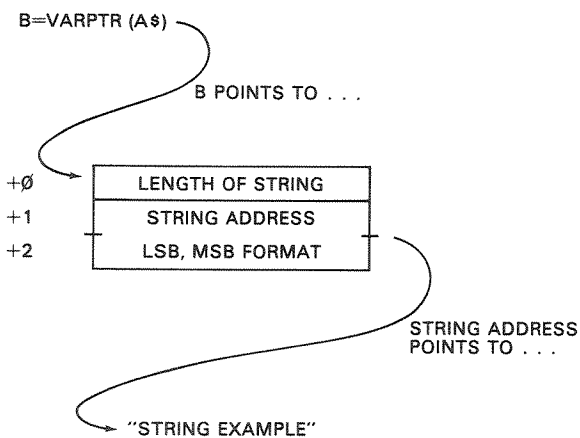 B=VARPTR (A$)
B POINTS TO . . .
+0 LENGTH OF STRING
+1 STRING ADDRESS
+2 LSB, MSB FORMAT
STRING ADDRESS
POINTS TO . . .
"STRING EXAMPLE"